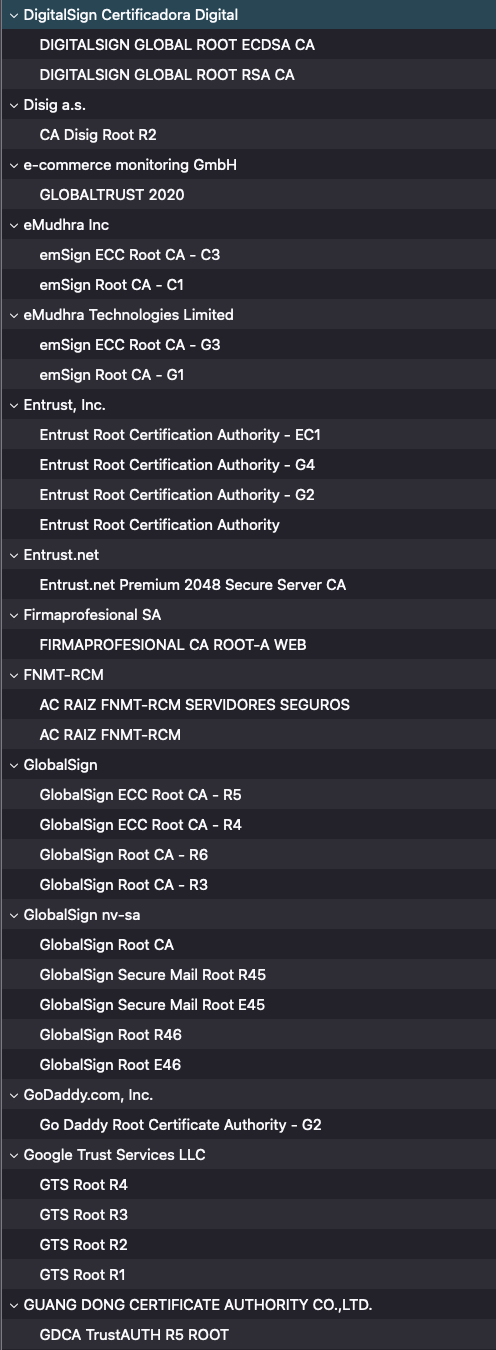 DigitalSign Certificadora Digital
DIGITALSIGN GLOBAL ROOT ECDSA CA
DIGITALSIGN GLOBAL ROOT RSA CA
Disig a.s.
CA Disig Root R2
e-commerce monitoring GmbH
GLOBALTRUST 2020
eMudhra Inc
emSign ECC Root CA - C3
emSign Root CA - C1
eMudhra Technologies Limited
emSign ECC Root CA - G3
emSign Root CA - G1
Entrust, Inc.
Entrust Root Certification Authority - EC1
Entrust Root Certification Authority - G4
Entrust Root Certification Authority - G2
Entrust Root Certification Authority
Entrust.net
Entrust.net Premium 2048 Secure Server CA
Firmaprofesional SA
FIRMAPROFESIONAL CA ROOT-A WEB
FNMT-RCM
AC RAIZ FNMT-RCM SERVIDORES SEGUROS
AC RAIZ FNMT-RCM
GlobalSign
GlobalSign ECC Root CA - R5
GlobalSign ECC Root CA - R4
GlobalSign Root CA - R6
GlobalSign Root CA - R3
GlobalSign nv-sa
GlobalSign Root CA
GlobalSign Secure Mail Root R45
GlobalSign Secure Mail Root E45
GlobalSign Root R46
GlobalSign Root E46
GoDaddy.com, Inc.
Go Daddy Root Certificate Authority - G2
Google Trust Services LLC
GTS Root R4
GTS Root R3
GTS Root R2
GTS Root R1
GUANG DONG CERTIFICATE AUTHORITY CO.,LTD.
GDCA TrustAUTH R5 ROOT